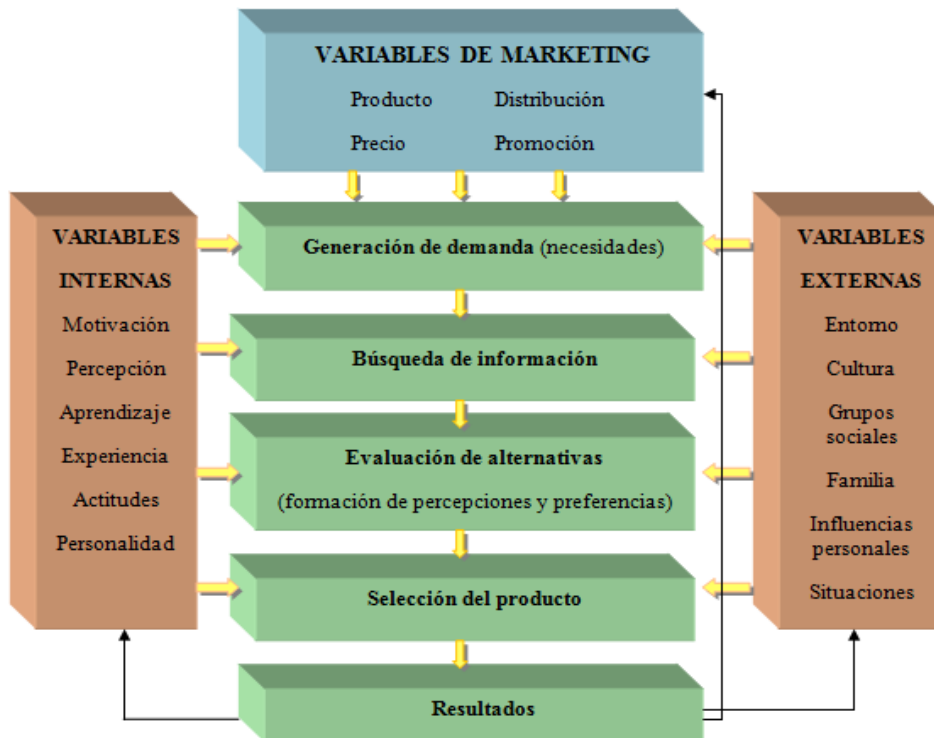 VARIABLES DE MARKETING
Producto
Distribución
Precio
Promoción
VARIABLES
INTERNAS
Motivación
Percepción
Aprendizaje
Experiencia
Actitudes
Personalidad
Generación de demanda (necesidades)
Búsqueda de información
Evaluación de alternativas
(formación de percepciones y preferencias)
Selección del producto
Resultados
VARIABLES
EXTERNAS
Entorno
Cultura
Grupos
sociales
Familia
Influencias
personales
Situaciones